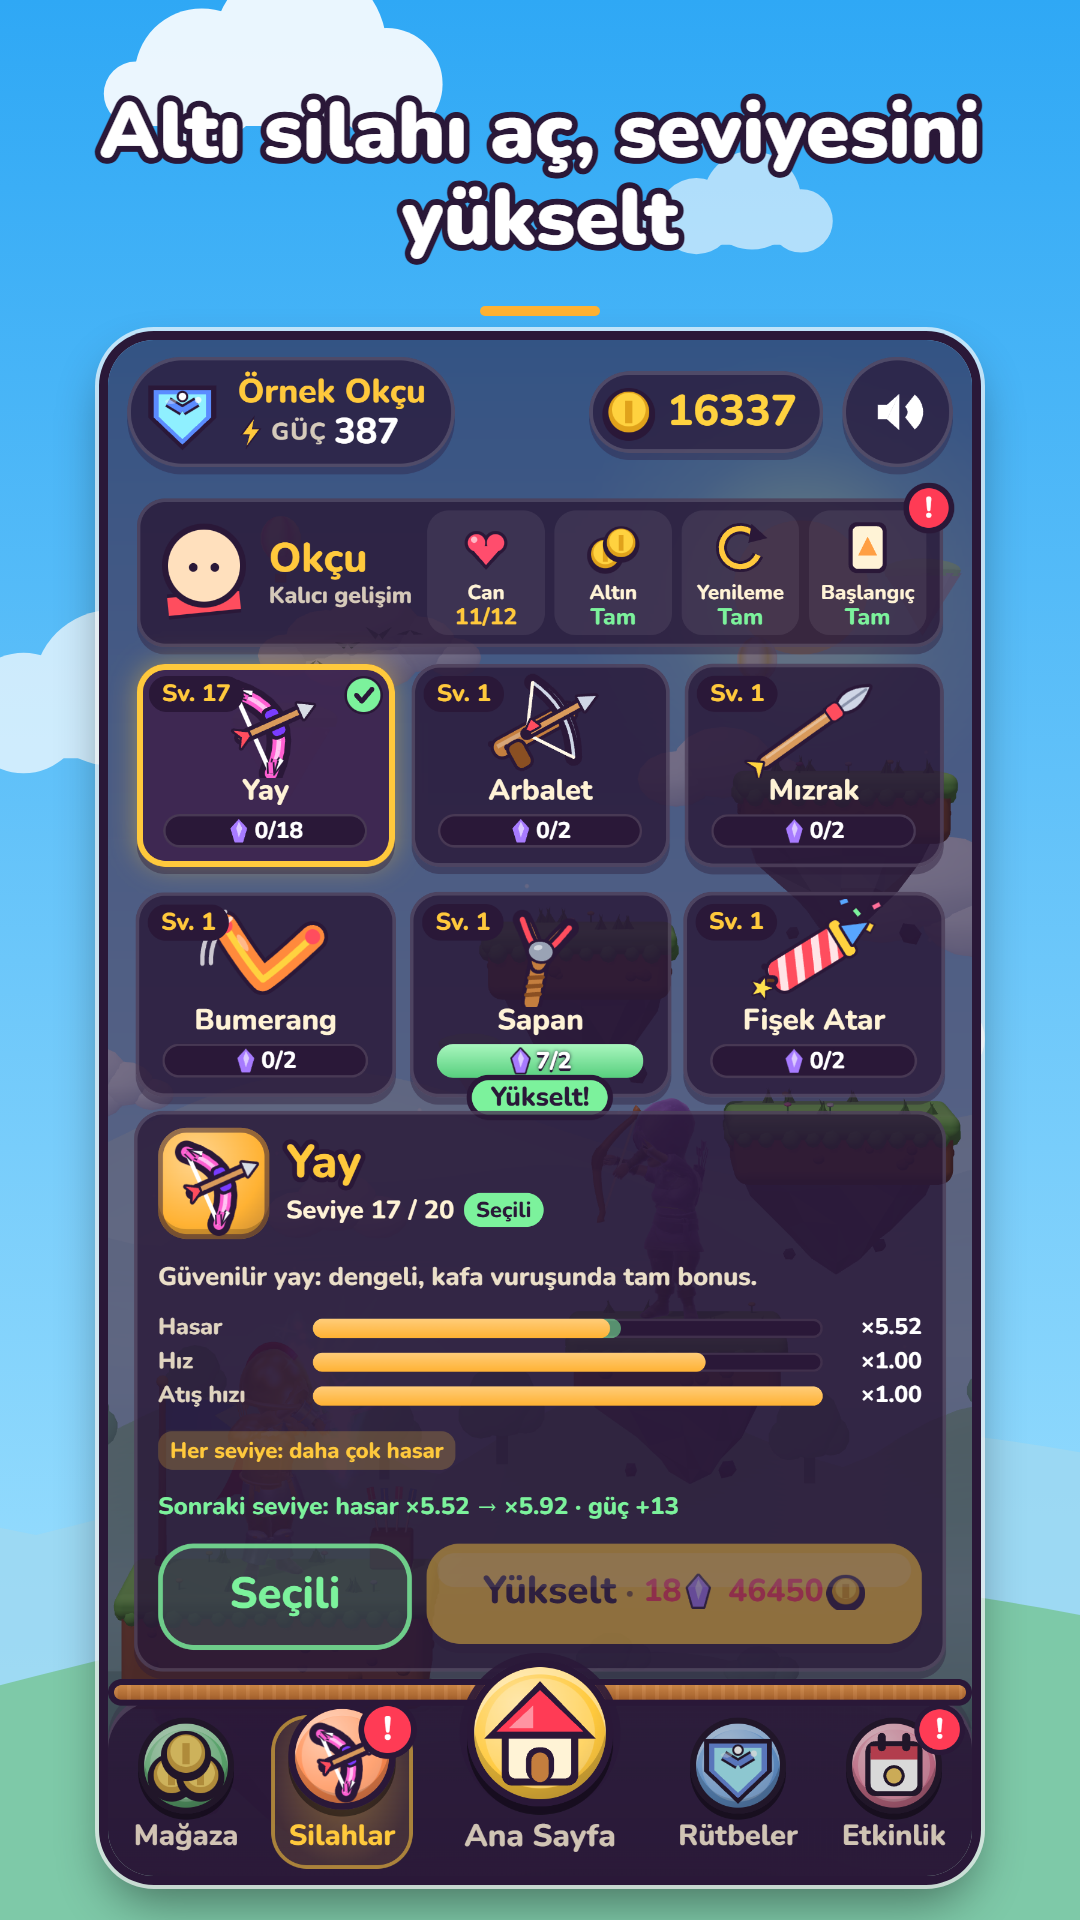 Altı silahı aç, seviyesini
yükselt
Örnek Okçu
GÜÇ 387
16337
!
Okçu
Kalıcı gelişim
Can
11/12
Altın
Tam
Yenileme
Tam
Başlangıç
Tam
Sv. 17
Yay
0/18
Sv. 1
Arbalet
0/2
Sv. 1
Mızrak
0/2
Sv. 1
Bumerang
0/2
Sv. 1
Sapan
7/2
Yükselt!
Sv. 1
Fişek Atar
0/2
Yay
Seviye 17 / 20 Seçili
Güvenilir yay: dengeli, kafa vuruşunda tam bonus.
Hasar ×5.52
Hız ×1.00
Atış hızı ×1.00
Her seviye: daha çok hasar
Sonraki seviye: hasar ×5.52 → ×5.92 · güç +13
Seçili
Yükselt · 18 46450
! !
Mağaza Silahlar Ana Sayfa Rütbeler Etkinlik